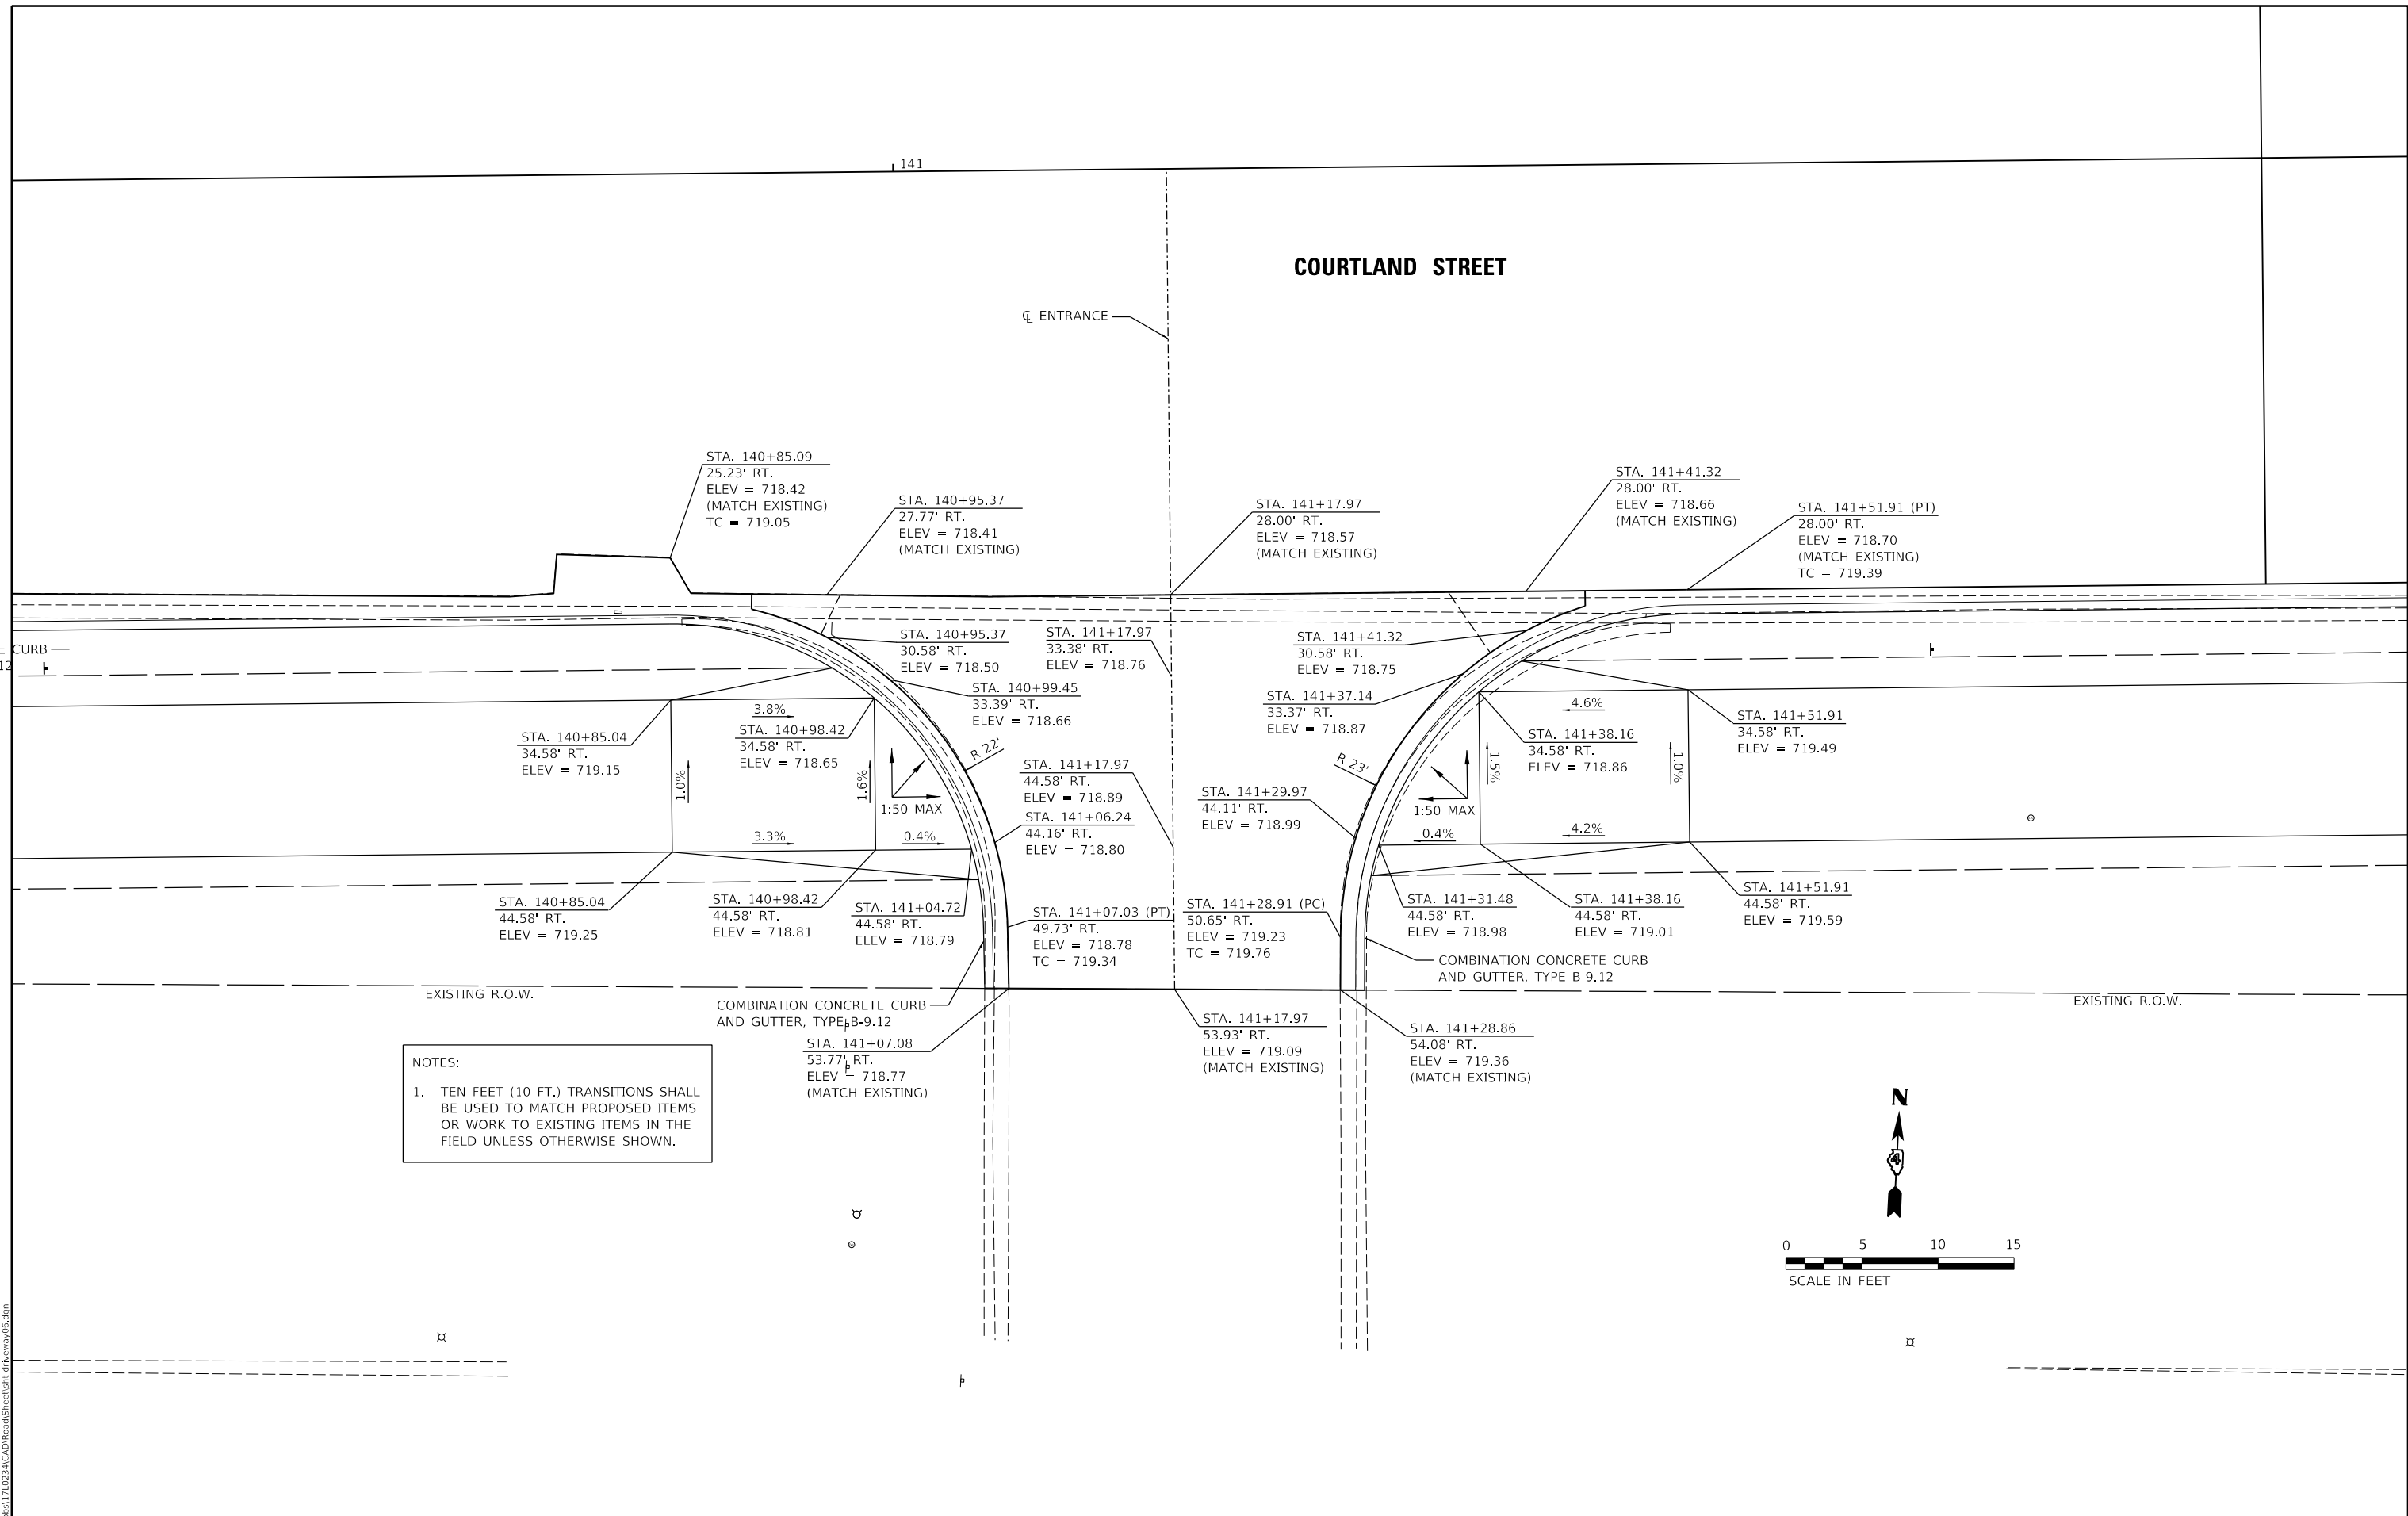 141
COURTLAND STREET
℄ ENTRANCE
STA. 140+85.09
25.23' RT.
ELEV = 718.42
(MATCH EXISTING)
TC = 719.05
STA. 140+95.37
27.77' RT.
ELEV = 718.41
(MATCH EXISTING)
STA. 141+17.97
28.00' RT.
ELEV = 718.57
(MATCH EXISTING)
STA. 141+41.32
28.00' RT.
ELEV = 718.66
(MATCH EXISTING)
STA. 141+51.91 (PT)
28.00' RT.
ELEV = 718.70
(MATCH EXISTING)
TC = 719.39
E CURB
12
STA. 140+95.37
30.58' RT.
ELEV = 718.50
STA. 141+17.97
33.38' RT.
ELEV = 718.76
STA. 141+41.32
30.58' RT.
ELEV = 718.75
STA. 140+99.45
33.39' RT.
ELEV = 718.66
STA. 141+37.14
33.37' RT.
ELEV = 718.87
3.8%
4.6%
STA. 140+85.04
34.58' RT.
ELEV = 719.15
STA. 140+98.42
34.58' RT.
ELEV = 718.65
STA. 141+38.16
34.58' RT.
ELEV = 718.86
STA. 141+51.91
34.58' RT.
ELEV = 719.49
R 22'
R 23'
1.0%
1.6%
1.5%
1.0%
1:50 MAX
1:50 MAX
STA. 141+17.97
44.58' RT.
ELEV = 718.89
STA. 141+06.24
44.16' RT.
ELEV = 718.80
STA. 141+29.97
44.11' RT.
ELEV = 718.99
3.3%
0.4%
0.4%
4.2%
STA. 140+85.04
44.58' RT.
ELEV = 719.25
STA. 140+98.42
44.58' RT.
ELEV = 718.81
STA. 141+04.72
44.58' RT.
ELEV = 718.79
STA. 141+07.03 (PT)
49.73' RT.
ELEV = 718.78
TC = 719.34
STA. 141+28.91 (PC)
50.65' RT.
ELEV = 719.23
TC = 719.76
STA. 141+31.48
44.58' RT.
ELEV = 718.98
STA. 141+38.16
44.58' RT.
ELEV = 719.01
STA. 141+51.91
44.58' RT.
ELEV = 719.59
COMBINATION CONCRETE CURB
AND GUTTER, TYPE B-9.12
EXISTING R.O.W.
EXISTING R.O.W.
COMBINATION CONCRETE CURB
AND GUTTER, TYPE B-9.12
STA. 141+07.08
53.77' RT.
ELEV = 718.77
(MATCH EXISTING)
STA. 141+17.97
53.93' RT.
ELEV = 719.09
(MATCH EXISTING)
STA. 141+28.86
54.08' RT.
ELEV = 719.36
(MATCH EXISTING)
NOTES:
1. TEN FEET (10 FT.) TRANSITIONS SHALL
BE USED TO MATCH PROPOSED ITEMS
OR WORK TO EXISTING ITEMS IN THE
FIELD UNLESS OTHERWISE SHOWN.
N
4
0 5 10 15
SCALE IN FEET
obs\17L0234\CAD\Road\Sheet\sht-driveway06.dgn